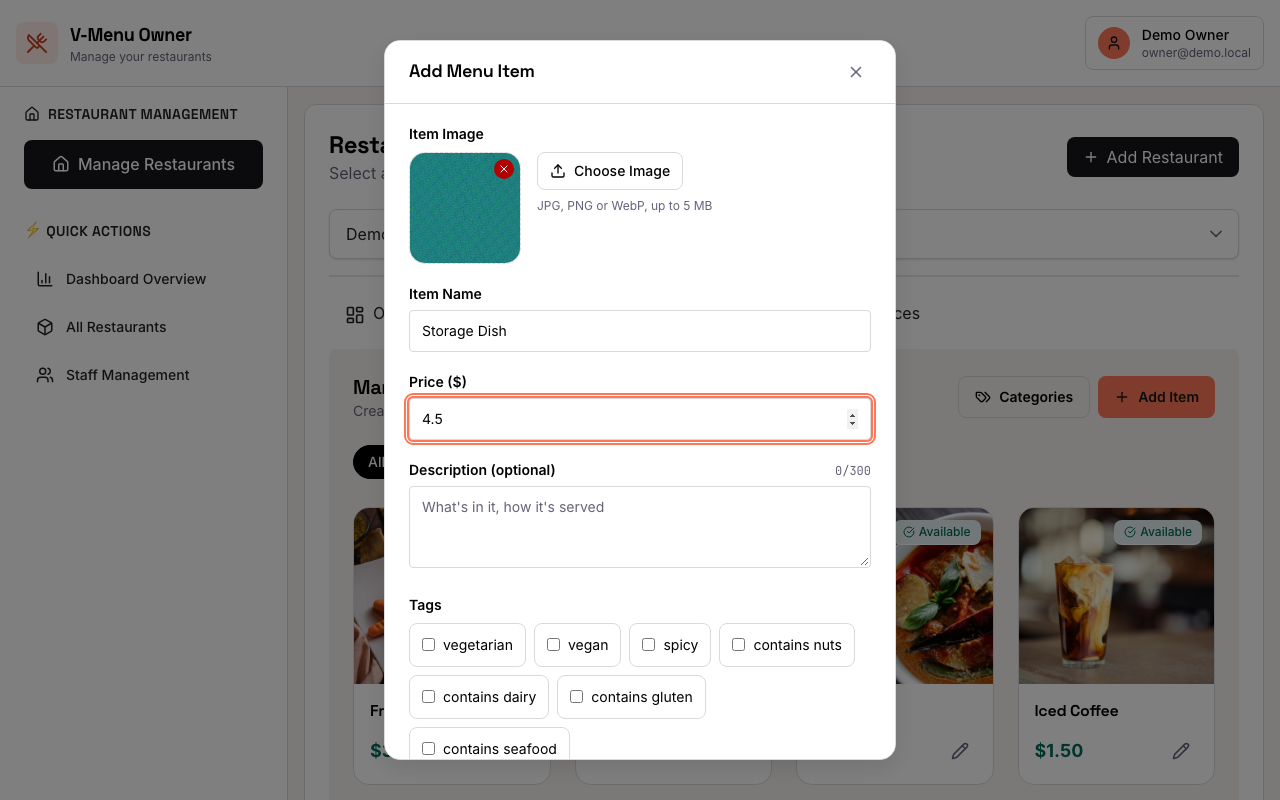 V-Menu Owner
Manage your restaurants
Demo Owner
owner@demo.local
RESTAURANT MANAGEMENT
Manage Restaurants
QUICK ACTIONS
Dashboard Overview
All Restaurants
Staff Management
Add Restaurant
Select
Categories
Add Item
Available
Available
Iced Coffee
$1.50
Add Menu Item
Item Image
Choose Image
JPG, PNG or WebP, up to 5 MB
Item Name
Storage Dish
Price ($)
4.5
Description (optional)
0/300
What's in it, how it's served
Tags
vegetarian
vegan
spicy
contains nuts
contains dairy
contains gluten
contains seafood